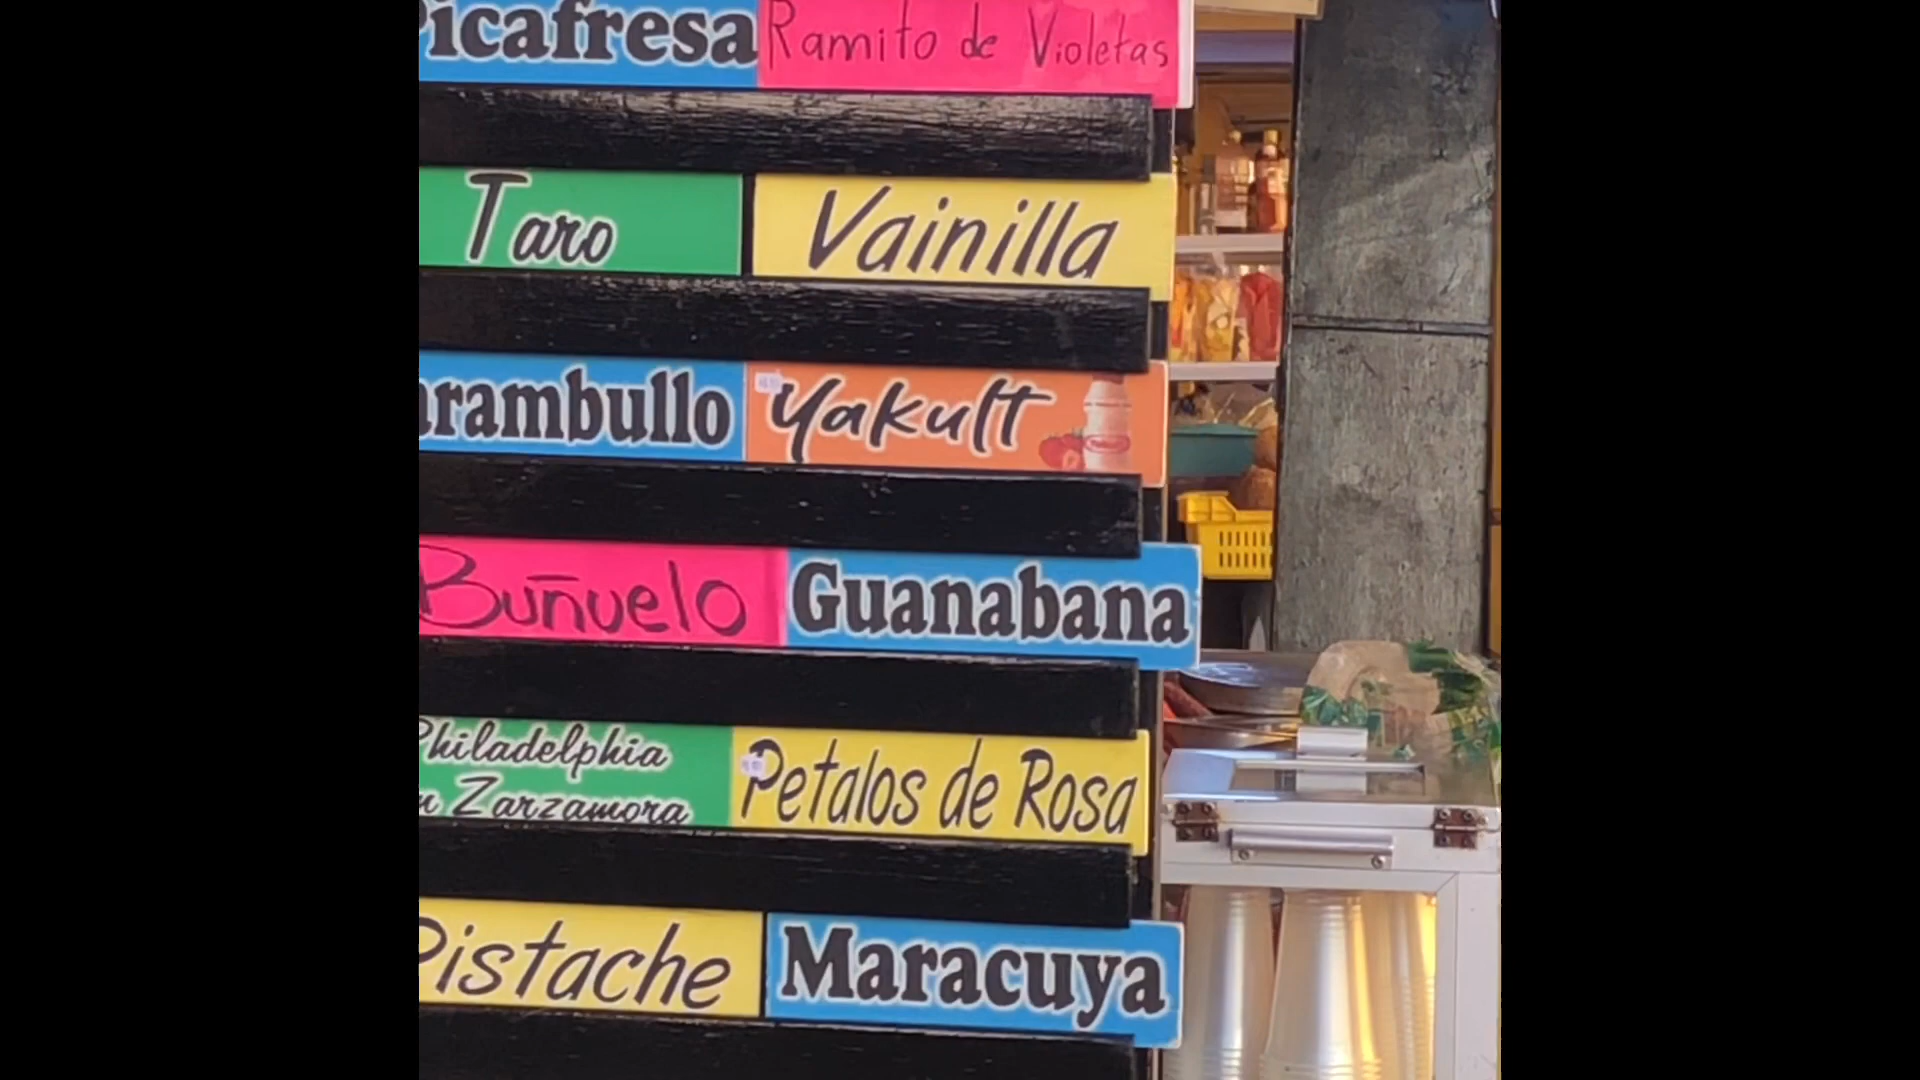 Picafresa
Ramito de Violetas
Taro
Vainilla
arambullo
Yakult
Buñuelo
Guanabana
Philadelphia
n Zarzamora
Petalos de Rosa
Pistache
Maracuya